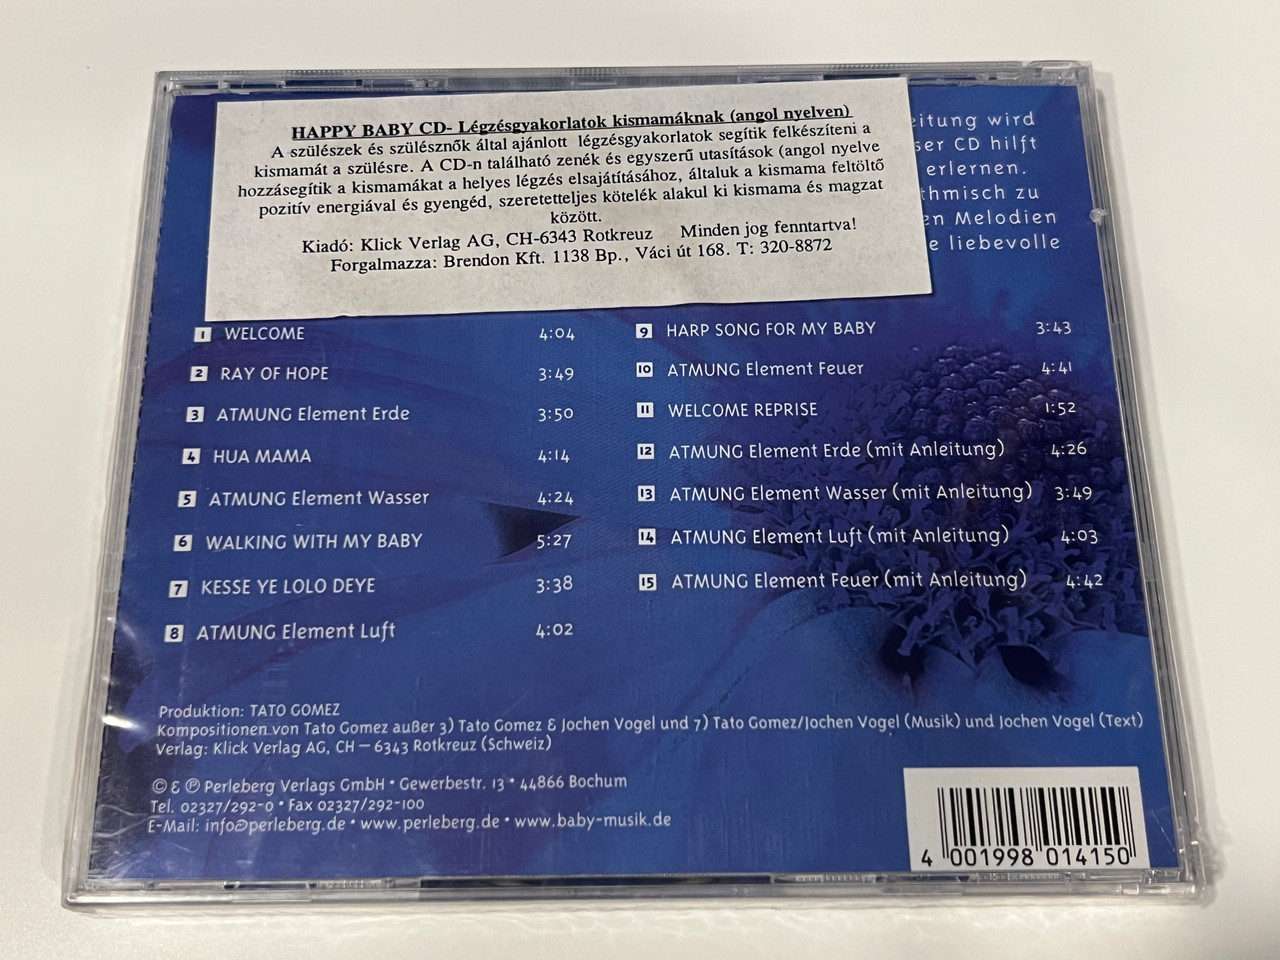 HAPPY BABY CD- Légzésgyakorlatok kismamáknak (angol nyelven)
A szülészek és szülésznők által ajánlott légzésgyakorlatok segítik felkészíteni a
kismamát a szülésre. A CD-n található zenék és egyszerű utasítások (angol nyelve
hozzásegítik a kismamákat a helyes légzés elsajátításához, általuk a kismama feltöltő
pozitív energiával és gyengéd, szeretetteljes kötelék alakul ki kismama és magzat
között.
Kiadó: Klick Verlag AG, CH-6343 Rotkreuz Minden jog fenntartva!
Forgalmazza: Brendon Kft. 1138 Bp., Váci út 168. T: 320-8872
eitung wird
ser CD hilft
erlernen.
thmisch zu
en Melodien
e liebevolle
1 WELCOME 4:04
2 RAY OF HOPE 3:49
3 ATMUNG Element Erde 3:50
4 HUA MAMA 4:14
5 ATMUNG Element Wasser 4:24
6 WALKING WITH MY BABY 5:27
7 KESSE YE LOLO DEYE 3:38
8 ATMUNG Element Luft 4:02
9 HARP SONG FOR MY BABY 3:43
10 ATMUNG Element Feuer 4:41
11 WELCOME REPRISE 1:52
12 ATMUNG Element Erde (mit Anleitung) 4:26
13 ATMUNG Element Wasser (mit Anleitung) 3:49
14 ATMUNG Element Luft (mit Anleitung) 4:03
15 ATMUNG Element Feuer (mit Anleitung) 4:42
Produktion: TATO GOMEZ
Kompositionen von Tato Gomez außer 3) Tato Gomez & Jochen Vogel und 7) Tato Gomez/Jochen Vogel (Musik) und Jochen Vogel (Text)
Verlag: Klick Verlag AG, CH – 6343 Rotkreuz (Schweiz)
© & ℗ Perleberg Verlags GmbH • Gewerbestr. 13 • 44866 Bochum
Tel. 02327/292-0 • Fax 02327/292-100
E-Mail: info@perleberg.de • www.perleberg.de • www.baby-musik.de
4 001998 014150